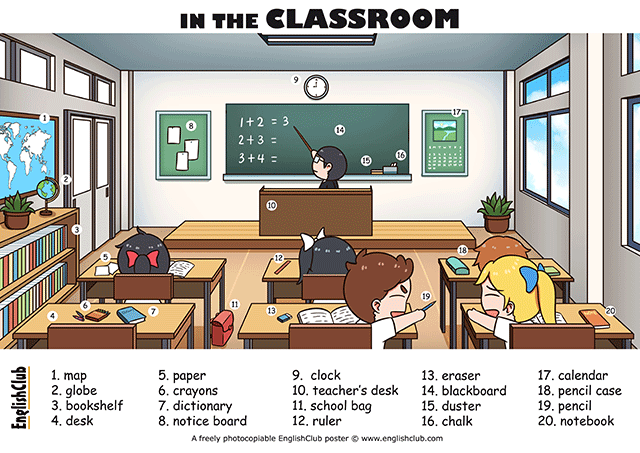 IN THE CLASSROOM
9
1
8
1+2 = 3
2+3 =
3+4 =
14
17
15
16
2
10
3
5
12
18
4
6
7
11
13
19
20
EnglishClub
1. map
2. globe
3. bookshelf
4. desk
5. paper
6. crayons
7. dictionary
8. notice board
9. clock
10. teacher's desk
11. school bag
12. ruler
13. eraser
14. blackboard
15. duster
16. chalk
17. calendar
18. pencil case
19. pencil
20. notebook
A freely photocopiable EnglishClub poster © www.englishclub.com